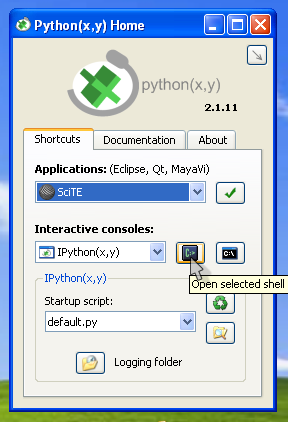 Python(x,y) Home
python(x,y)
2.1.11
Shortcuts Documentation About
Applications: (Eclipse, Qt, MayaVi)
SciTE
Interactive consoles:
IPython(x,y)
C:\
Open selected shell
IPython(x,y)
Startup script:
default.py
Logging folder